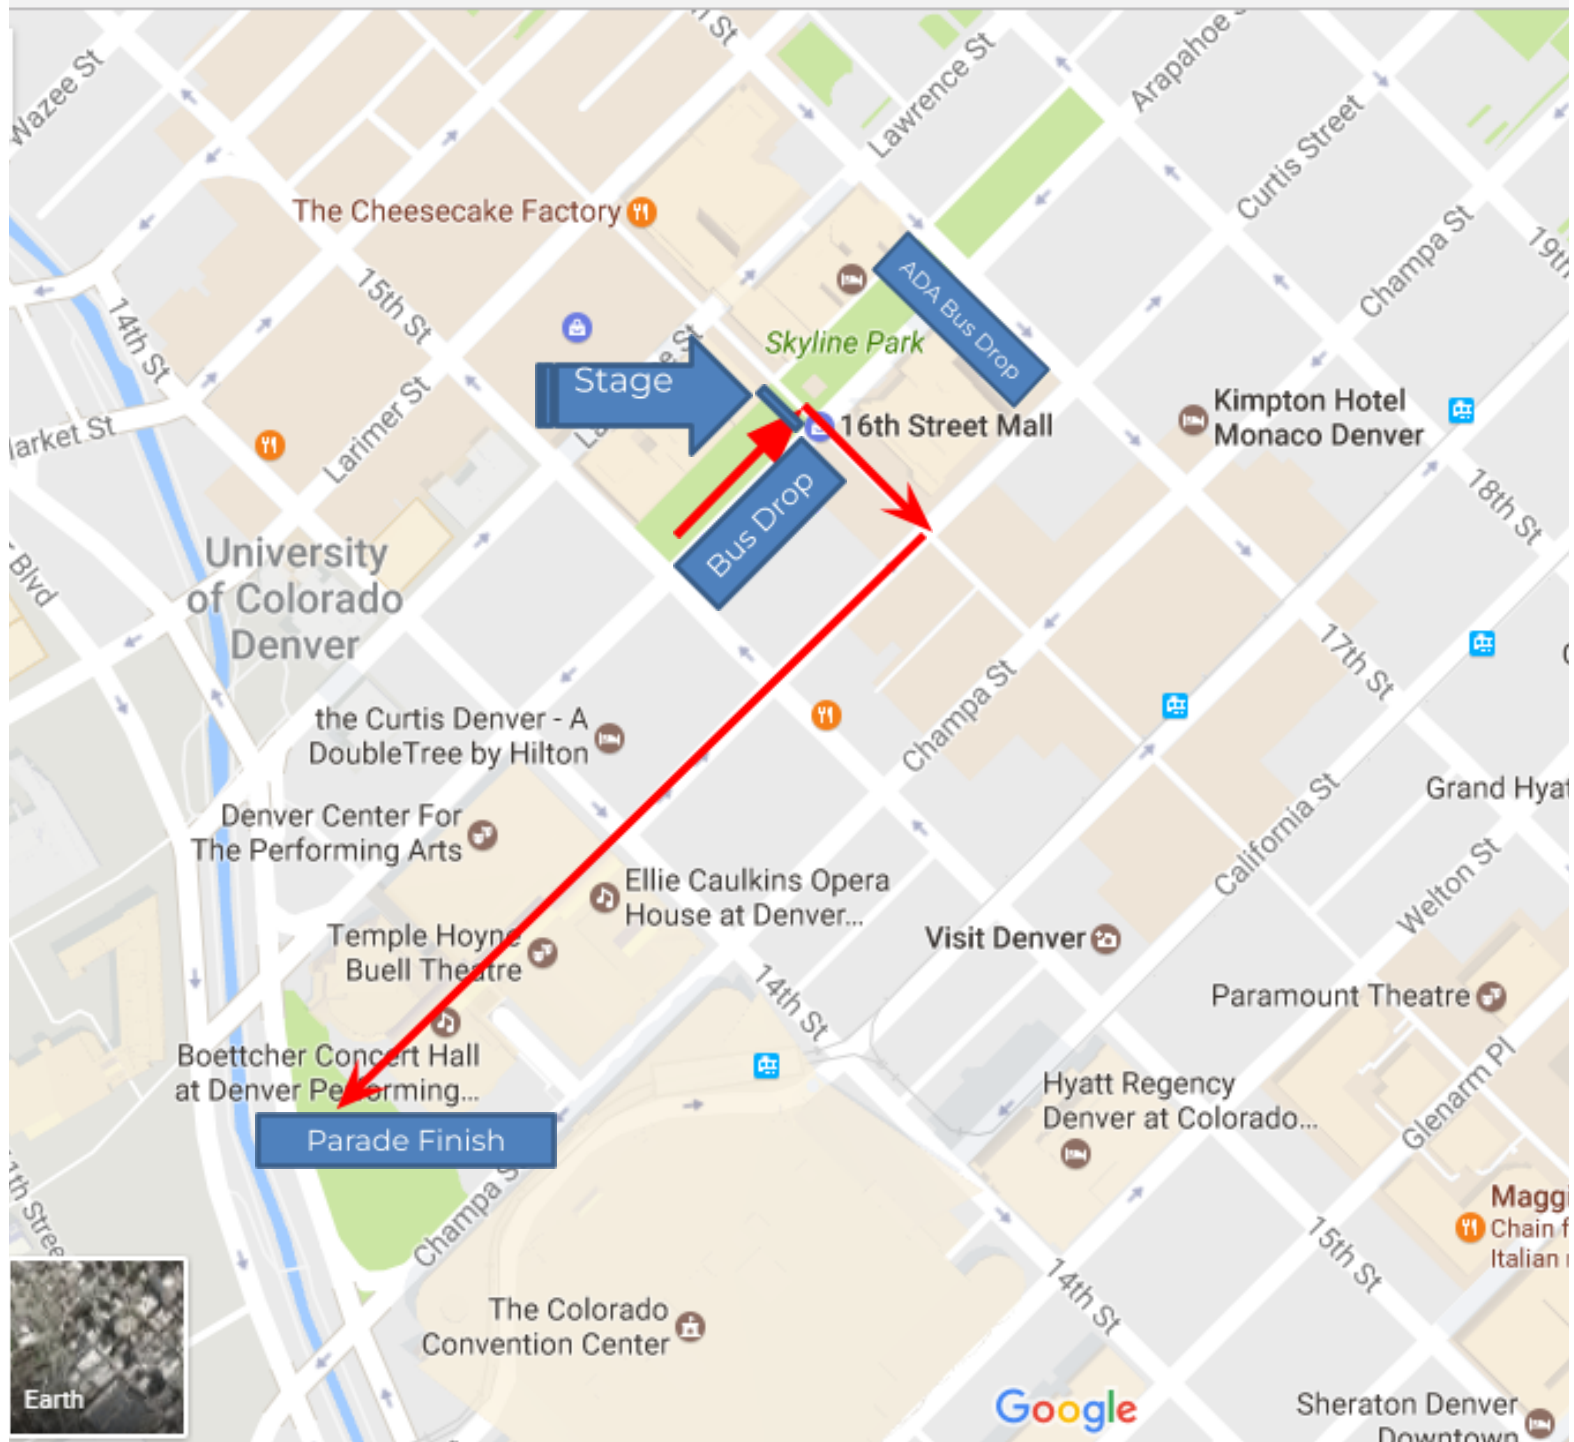 Wazee St
Lawrence St
Arapahoe S
Curtis Street
Champa St
19th
The Cheesecake Factory
15th St
14th St
ADA Bus Drop
Skyline Park
Stage
16th Street Mall
Kimpton Hotel
Monaco Denver
Larimer St
18th St
Bus Drop
University
of Colorado
Denver
Blvd
17th St
the Curtis Denver - A
DoubleTree by Hilton
Champa St
Grand Hyat
Denver Center For
The Performing Arts
California St
Welton St
Ellie Caulkins Opera
House at Denver...
Temple Hoyne
Buell Theatre
Visit Denver
14th St
Paramount Theatre
Boettcher Concert Hall
at Denver Performing...
Hyatt Regency
Denver at Colorado...
Glenarm Pl
Parade Finish
Champa S
Maggi
Chain f
Italian
15th St
14th St
The Colorado
Convention Center
Earth
Google
Sheraton Denver
Downtown